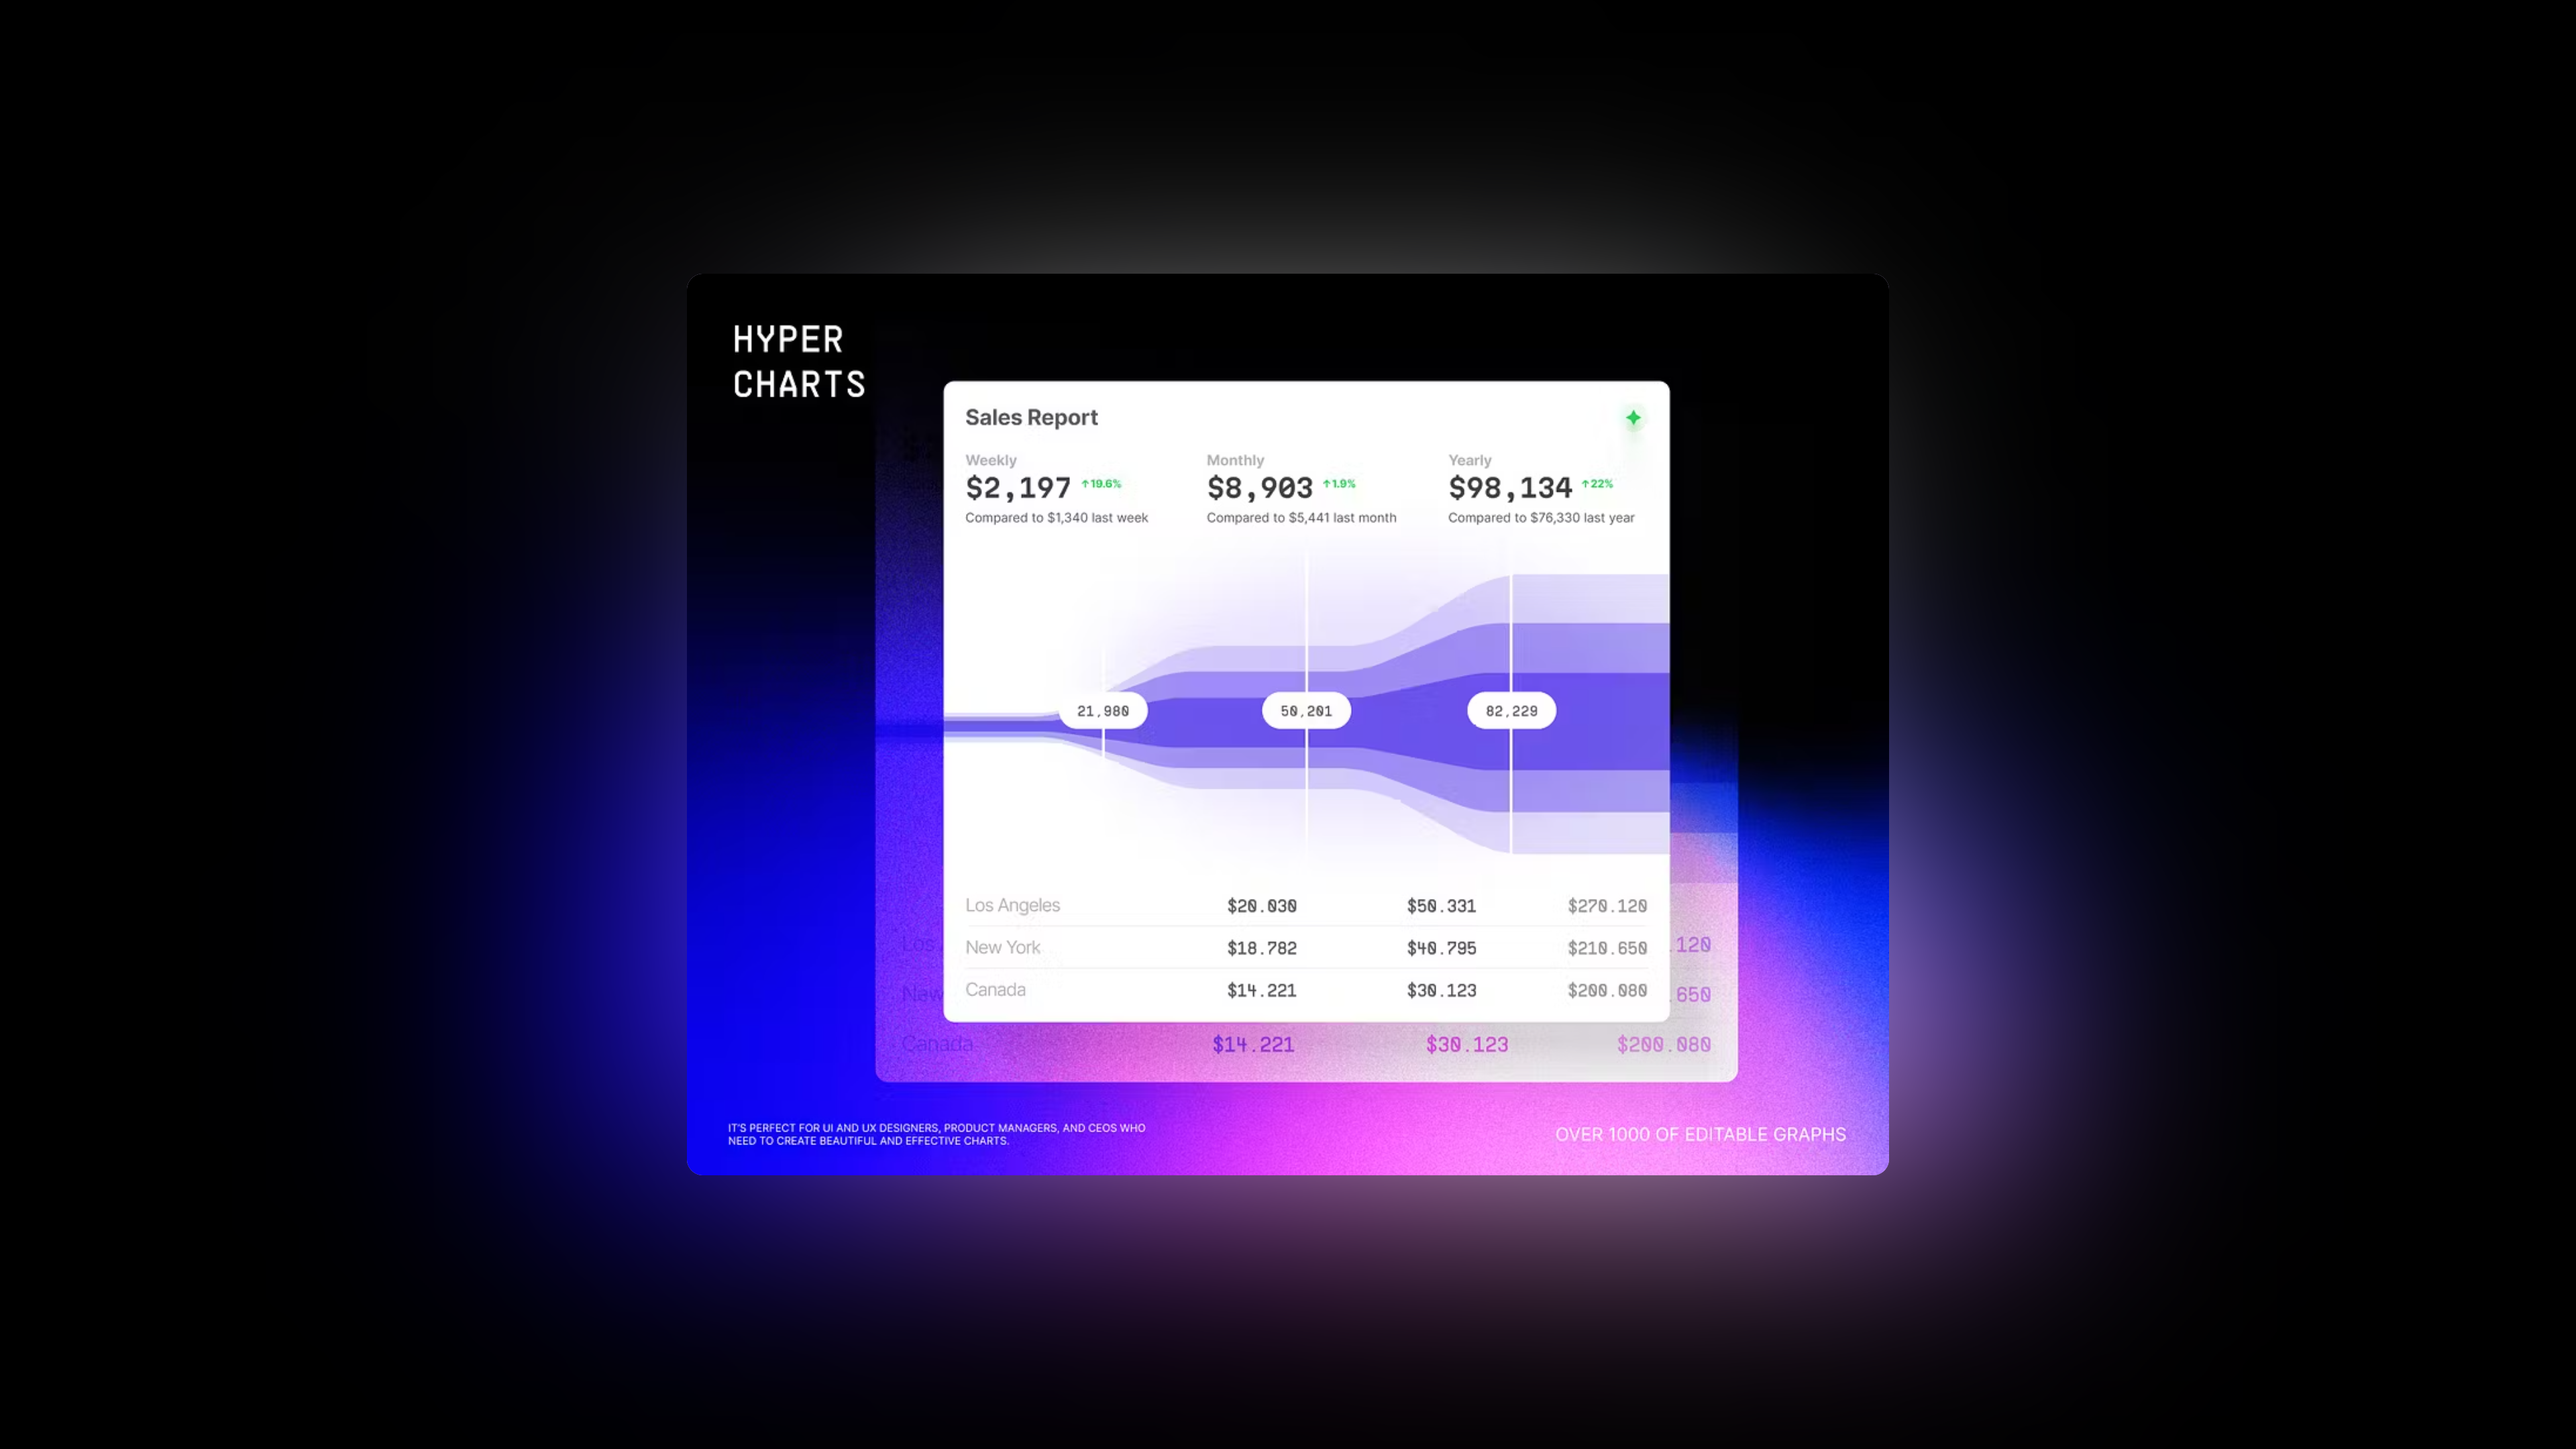 HYPER
CHARTS
Sales Report
Weekly
$2,197 ↑19.6%
Compared to $1,340 last week
Monthly
$8,903 ↑1.9%
Compared to $5,441 last month
Yearly
$98,134 ↑22%
Compared to $76,330 last year
21,980 50,201 82,229
Los Angeles $20.030 $50.331 $270.120
New York $18.782 $40.795 $210.650
Canada $14.221 $30.123 $200.080
Los .120
New .650
Canada $14.221 $30.123 $200.080
IT'S PERFECT FOR UI AND UX DESIGNERS, PRODUCT MANAGERS, AND CEOS WHO
NEED TO CREATE BEAUTIFUL AND EFFECTIVE CHARTS.
OVER 1000 OF EDITABLE GRAPHS